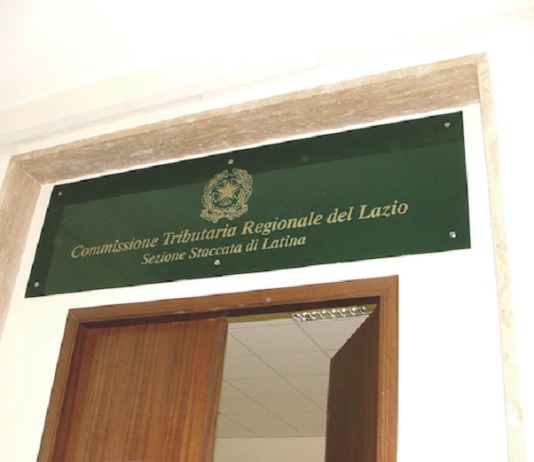 Commissione Tributaria Regionale del Lazio
Sezione Staccata di Latina